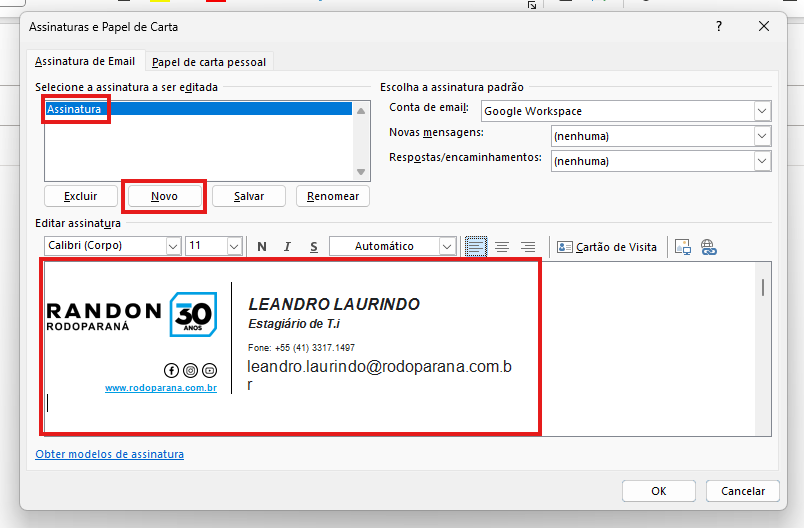 Assinaturas e Papel de Carta
?
Assinatura de Email
Papel de carta pessoal
Selecione a assinatura a ser editada
Assinatura
Excluir
Novo
Salvar
Renomear
Escolha a assinatura padrão
Conta de email:
Google Workspace
Novas mensagens:
(nenhuma)
Respostas/encaminhamentos:
(nenhuma)
Editar assinatura
Calibri (Corpo)
11
N
I
S
Automático
Cartão de Visita
RANDON
RODOPARANÁ
30
ANOS
www.rodoparana.com.br
LEANDRO LAURINDO
Estagiário de T.i
Fone: +55 (41) 3317.1497
leandro.laurindo@rodoparana.com.b
r
Obter modelos de assinatura
OK
Cancelar